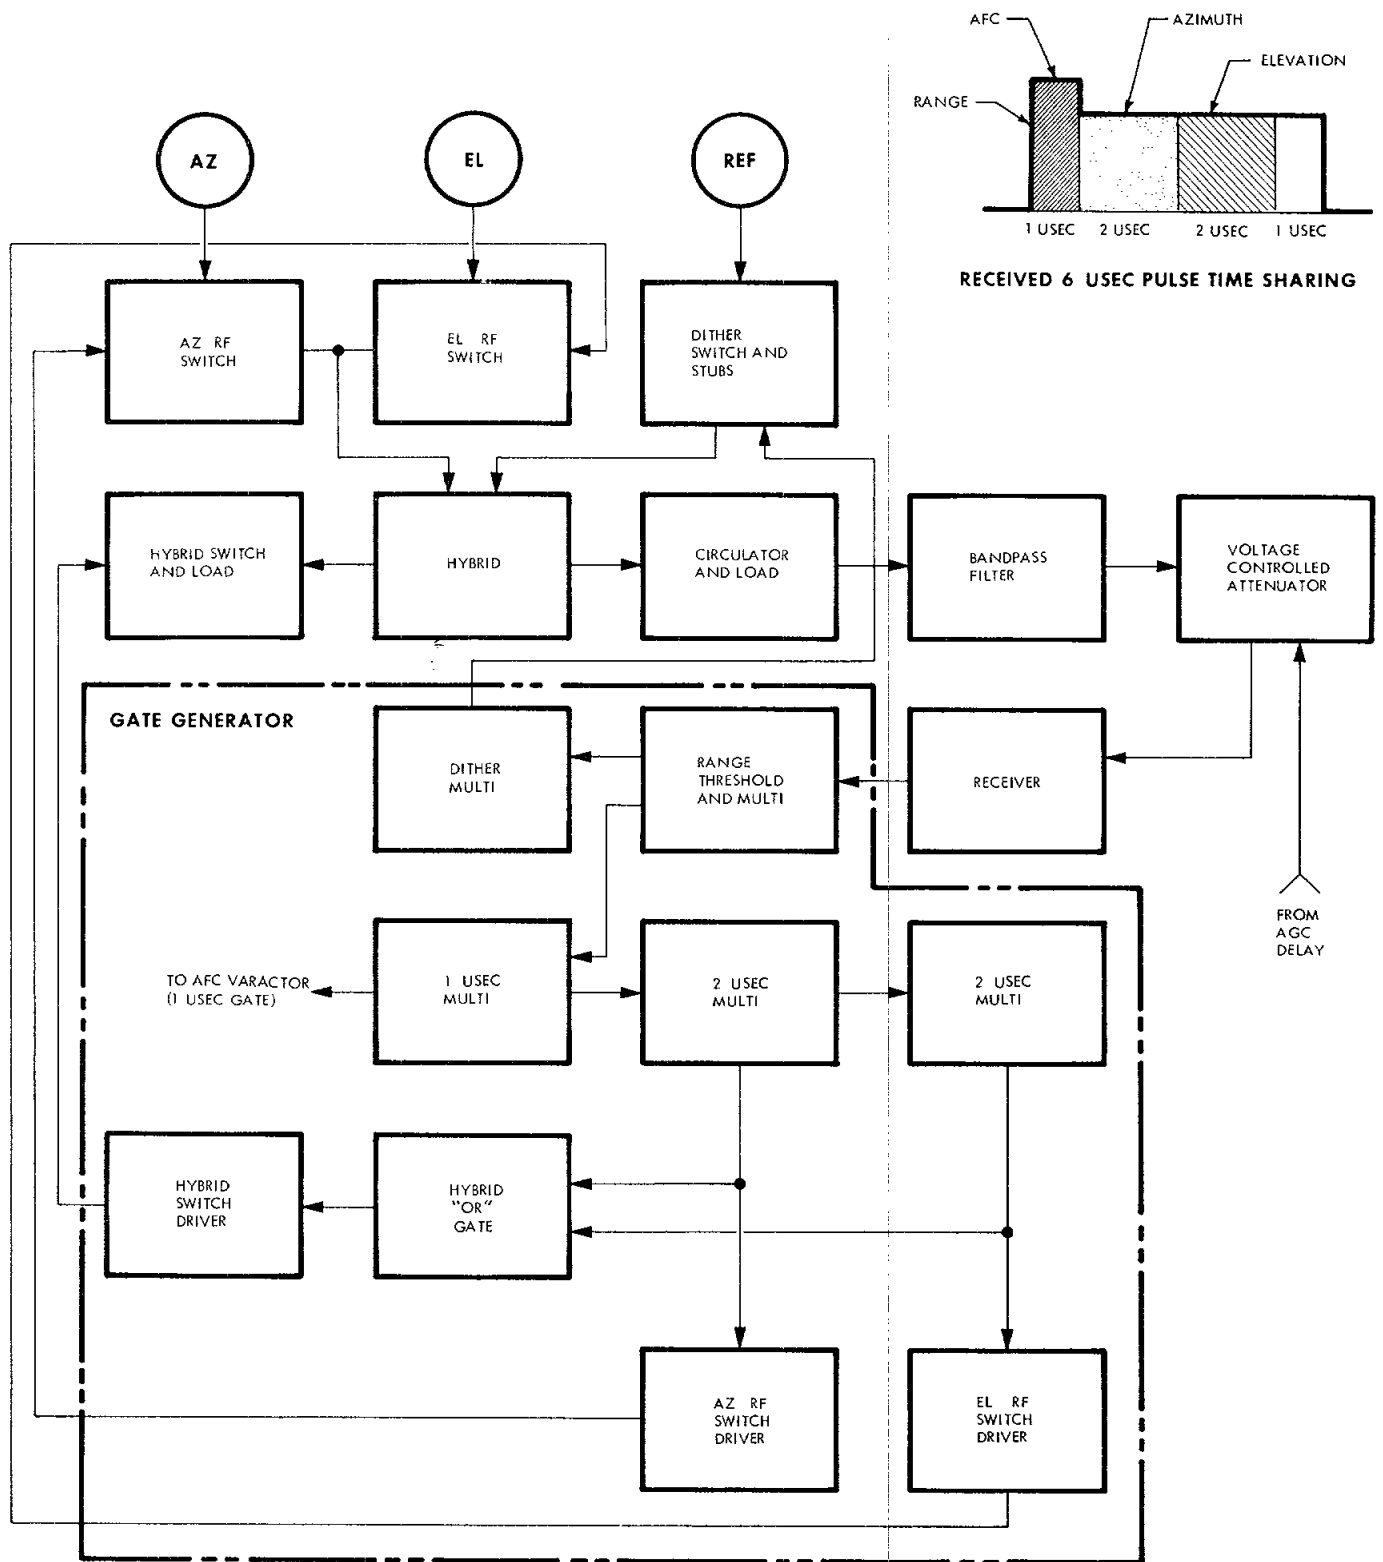 AFC
AZIMUTH
ELEVATION
RANGE
1 USEC 2 USEC 2 USEC 1 USEC
RECEIVED 6 USEC PULSE TIME SHARING
AZ
EL
REF
AZ RF
SWITCH
EL RF
SWITCH
DITHER
SWITCH AND
STUBS
HYBRID SWITCH
AND LOAD
HYBRID
CIRCULATOR
AND LOAD
BANDPASS
FILTER
VOLTAGE
CONTROLLED
ATTENUATOR
GATE GENERATOR
DITHER
MULTI
RANGE
THRESHOLD
AND MULTI
RECEIVER
FROM
AGC
DELAY
TO AFC VARACTOR
(1 USEC GATE)
1 USEC
MULTI
2 USEC
MULTI
2 USEC
MULTI
HYBRID
SWITCH
DRIVER
HYBRID
"OR"
GATE
AZ RF
SWITCH
DRIVER
EL RF
SWITCH
DRIVER